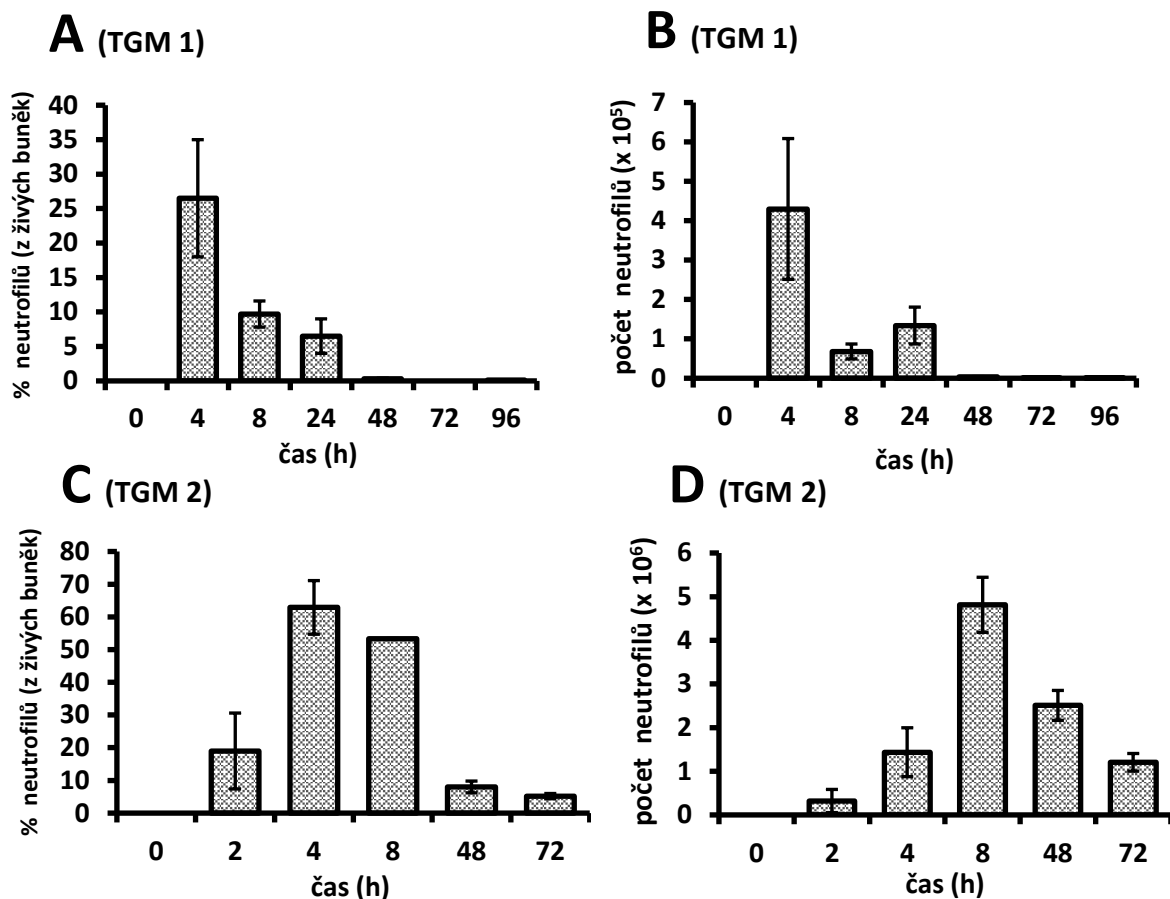 A (TGM 1)
% neutrofilů (z živých buněk)
40
35
30
25
20
15
10
5
0
0 4 8 24 48 72 96
čas (h)
B (TGM 1)
počet neutrofilů (x 10⁵)
7
6
5
4
3
2
1
0
0 4 8 24 48 72 96
čas (h)
C (TGM 2)
% neutrofilů (z živých buněk)
80
70
60
50
40
30
20
10
0
0 2 4 8 48 72
čas (h)
D (TGM 2)
počet neutrofilů (x 10⁶)
6
5
4
3
2
1
0
0 2 4 8 48 72
čas (h)